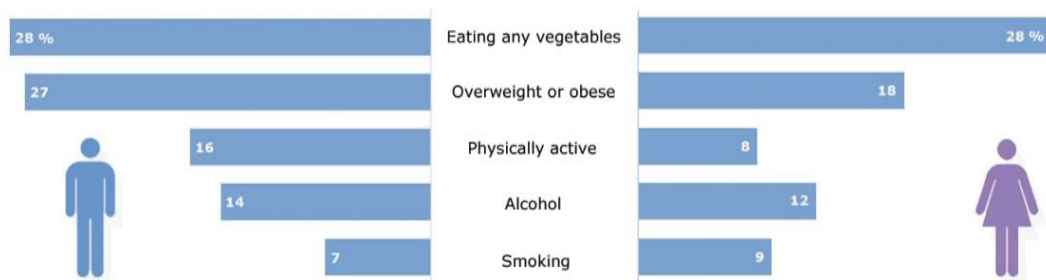 28 % Eating any vegetables 28 %
27 Overweight or obese 18
16 Physically active 8
14 Alcohol 12
7 Smoking 9